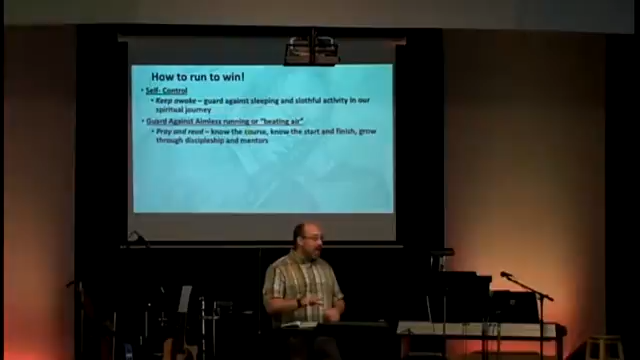 How to run to win!
• Self- Control
• Keep awake – guard against sleeping and slothful activity in our
spiritual journey
• Guard Against Aimless running or "beating air"
• Pray and read – know the course, know the start and finish, grow
through discipleship and mentors